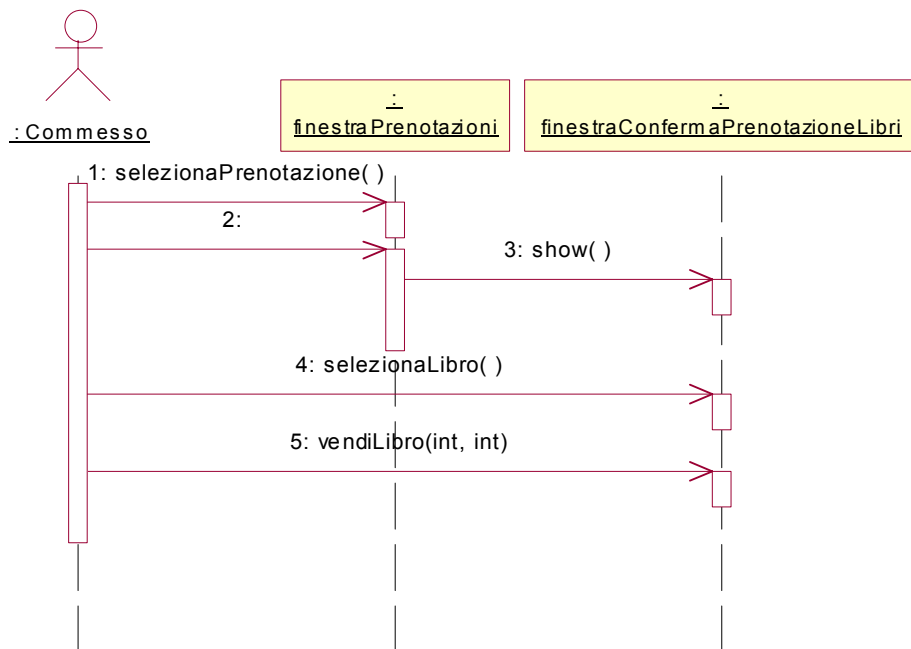 : Commesso
:
finestraPrenotazioni
:
finestraConfermaPrenotazioneLibri
1: selezionaPrenotazione( )
2:
3: show( )
4: selezionaLibro( )
5: vendiLibro(int, int)